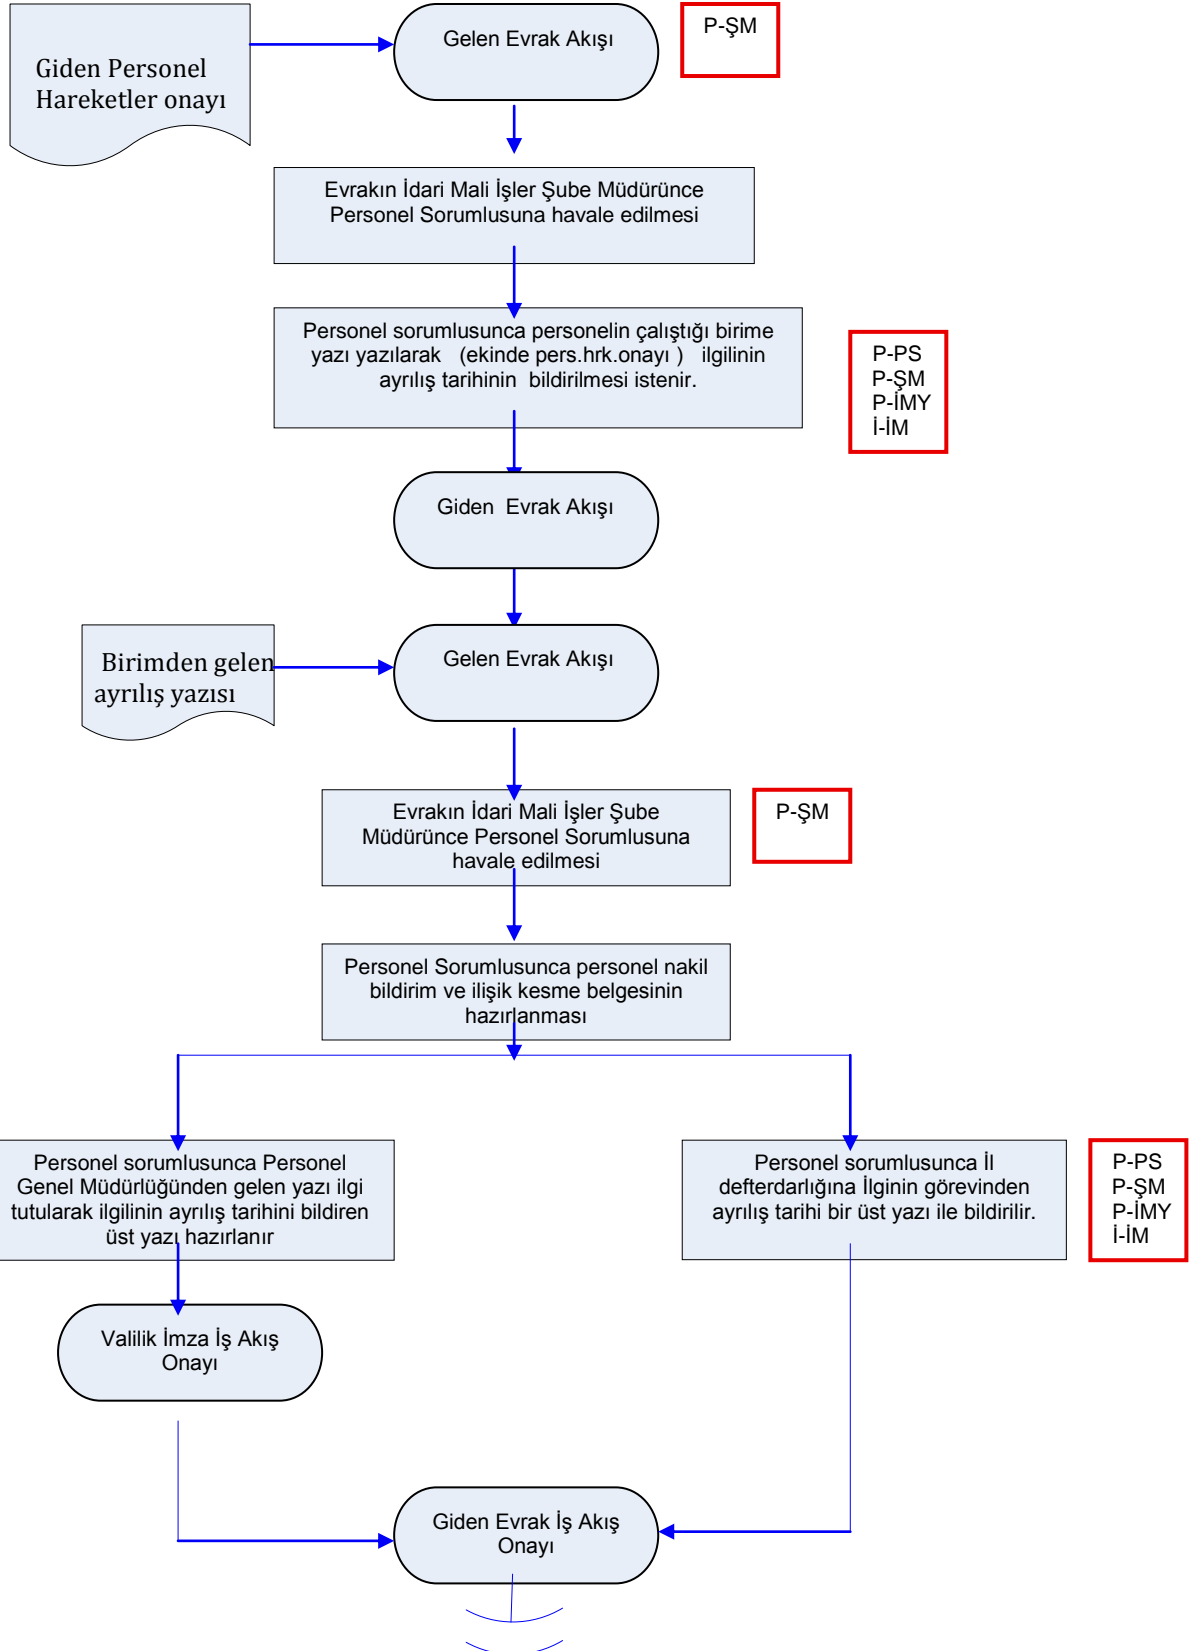 Gelen Evrak Akışı
P-ŞM
Giden Personel
Hareketler onayı
Evrakın İdari Mali İşler Şube Müdürünce
Personel Sorumlusuna havale edilmesi
Personel sorumlusunca personelin çalıştığı birime
yazı yazılarak (ekinde pers.hrk.onayı ) ilgilinin
ayrılış tarihinin bildirilmesi istenir.
P-PS
P-ŞM
P-İMY
İ-İM
Giden Evrak Akışı
Birimden gelen
ayrılış yazısı
Gelen Evrak Akışı
Evrakın İdari Mali İşler Şube
Müdürünce Personel Sorumlusuna
havale edilmesi
P-ŞM
Personel Sorumlusunca personel nakil
bildirim ve ilişik kesme belgesinin
hazırlanması
Personel sorumlusunca Personel
Genel Müdürlüğünden gelen yazı ilgi
tutularak ilgilinin ayrılış tarihini bildiren
üst yazı hazırlanır
Personel sorumlusunca İl
defterdarlığına İlginin görevinden
ayrılış tarihi bir üst yazı ile bildirilir.
P-PS
P-ŞM
P-İMY
İ-İM
Valilik İmza İş Akış
Onayı
Giden Evrak İş Akış
Onayı